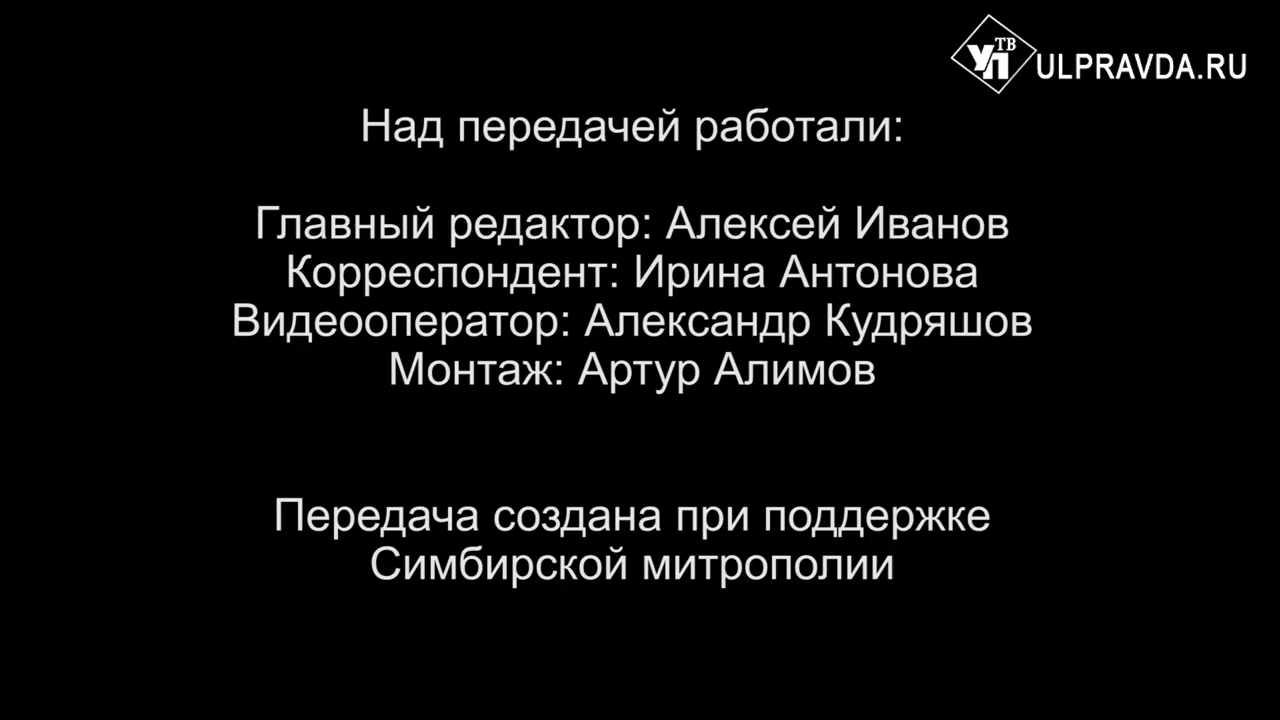 УП ТВ
ULPRAVDA.RU
Над передачей работали:
Главный редактор: Алексей Иванов
Корреспондент: Ирина Антонова
Видеооператор: Александр Кудряшов
Монтаж: Артур Алимов
Передача создана при поддержке
Симбирской митрополии